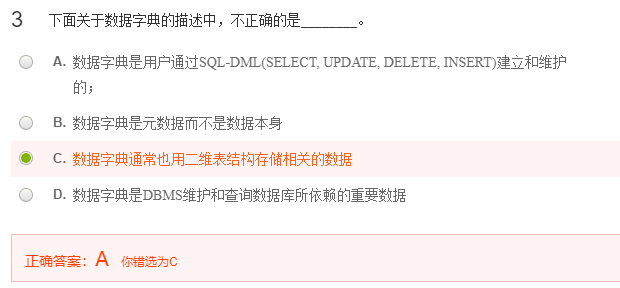 3 下面关于数据字典的描述中，不正确的是________。
A. 数据字典是用户通过SQL-DML(SELECT, UPDATE, DELETE, INSERT)建立和维护
的；
B. 数据字典是元数据而不是数据本身
C. 数据字典通常也用二维表结构存储相关的数据
D. 数据字典是DBMS维护和查询数据库所依赖的重要数据
正确答案：A 你错选为C